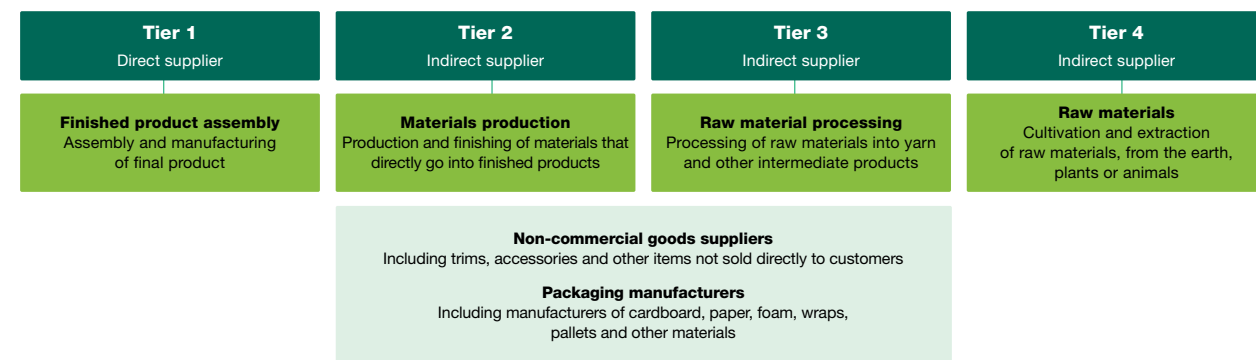 Tier 1
Direct supplier
Finished product assembly
Assembly and manufacturing
of final product
Tier 2
Indirect supplier
Materials production
Production and finishing of materials that
directly go into finished products
Tier 3
Indirect supplier
Raw material processing
Processing of raw materials into yarn
and other intermediate products
Tier 4
Indirect supplier
Raw materials
Cultivation and extraction
of raw materials, from the earth,
plants or animals
Non-commercial goods suppliers
Including trims, accessories and other items not sold directly to customers
Packaging manufacturers
Including manufacturers of cardboard, paper, foam, wraps,
pallets and other materials